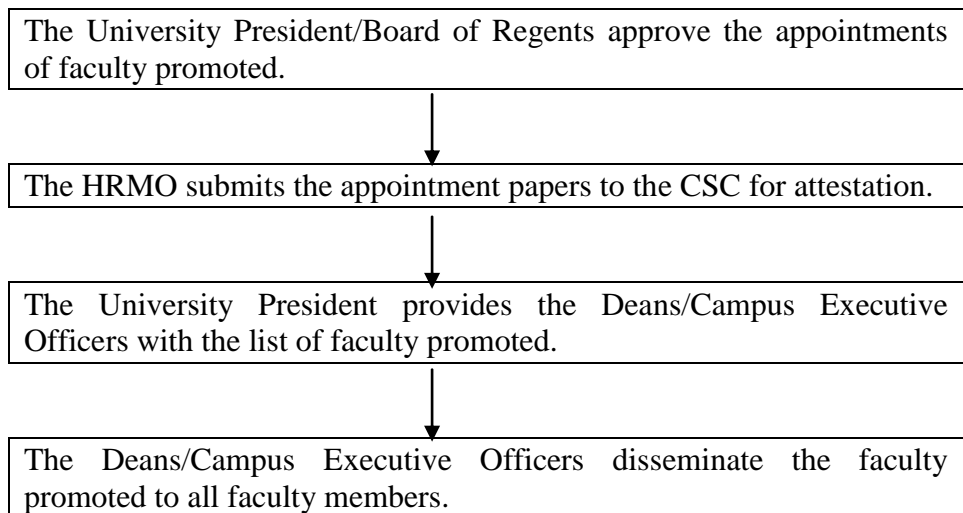 The University President/Board of Regents approve the appointments
of faculty promoted.
The HRMO submits the appointment papers to the CSC for attestation.
The University President provides the Deans/Campus Executive
Officers with the list of faculty promoted.
The Deans/Campus Executive Officers disseminate the faculty
promoted to all faculty members.